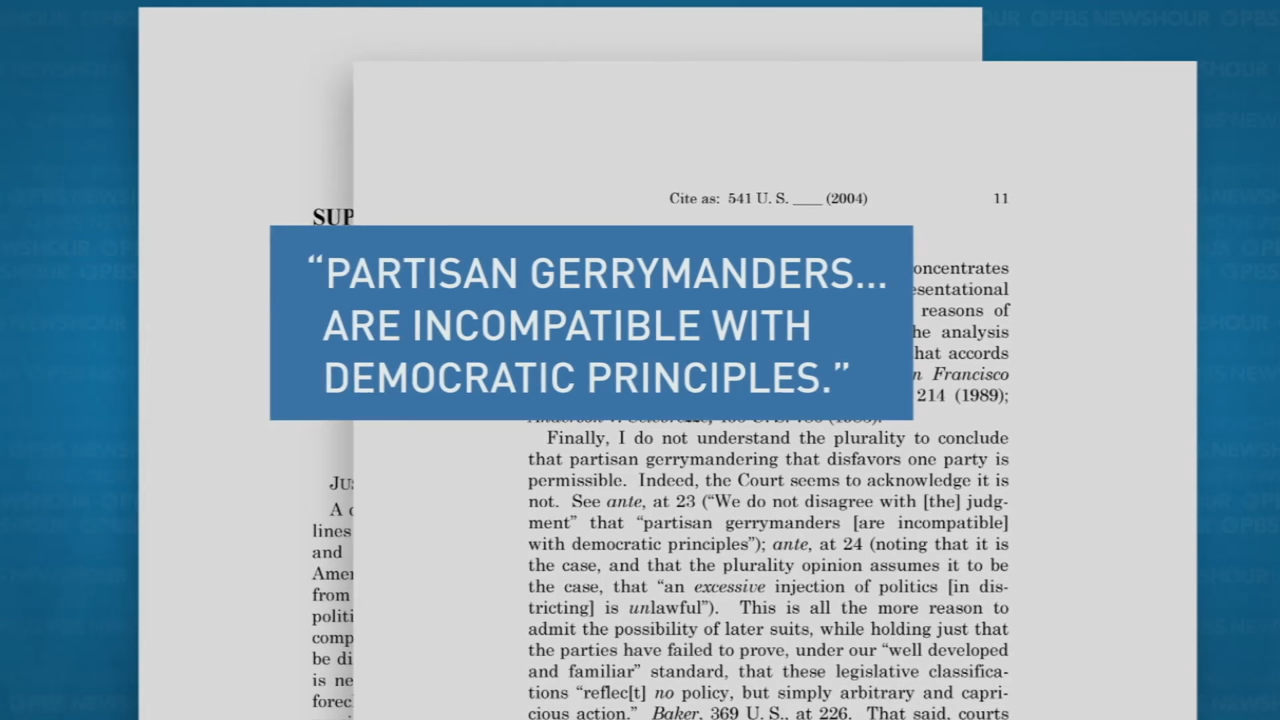 OUR @PBS NEWSHOUR @PBS
Cite as: 541 U. S. ____ (2004) 11
SUP
“PARTISAN GERRYMANDERS...
ARE INCOMPATIBLE WITH
DEMOCRATIC PRINCIPLES.”
oncentrates
esentational
reasons of
he analysis
hat accords
n Francisco
214 (1989);
Finally, I do not understand the plurality to conclude
that partisan gerrymandering that disfavors one party is
permissible. Indeed, the Court seems to acknowledge it is
not. See ante, at 23 (“We do not disagree with [the] judg-
ment” that “partisan gerrymanders [are incompatible]
with democratic principles”); ante, at 24 (noting that it is
the case, and that the plurality opinion assumes it to be
the case, that “an excessive injection of politics [in dis-
tricting] is unlawful”). This is all the more reason to
admit the possibility of later suits, while holding just that
the parties have failed to prove, under our “well developed
and familiar” standard, that these legislative classifica-
tions “reflec[t] no policy, but simply arbitrary and capri-
cious action.” Baker, 369 U. S., at 226. That said, courts
JU
A
lines
and
Amer
from
politi
comp
be di
is ne
forec